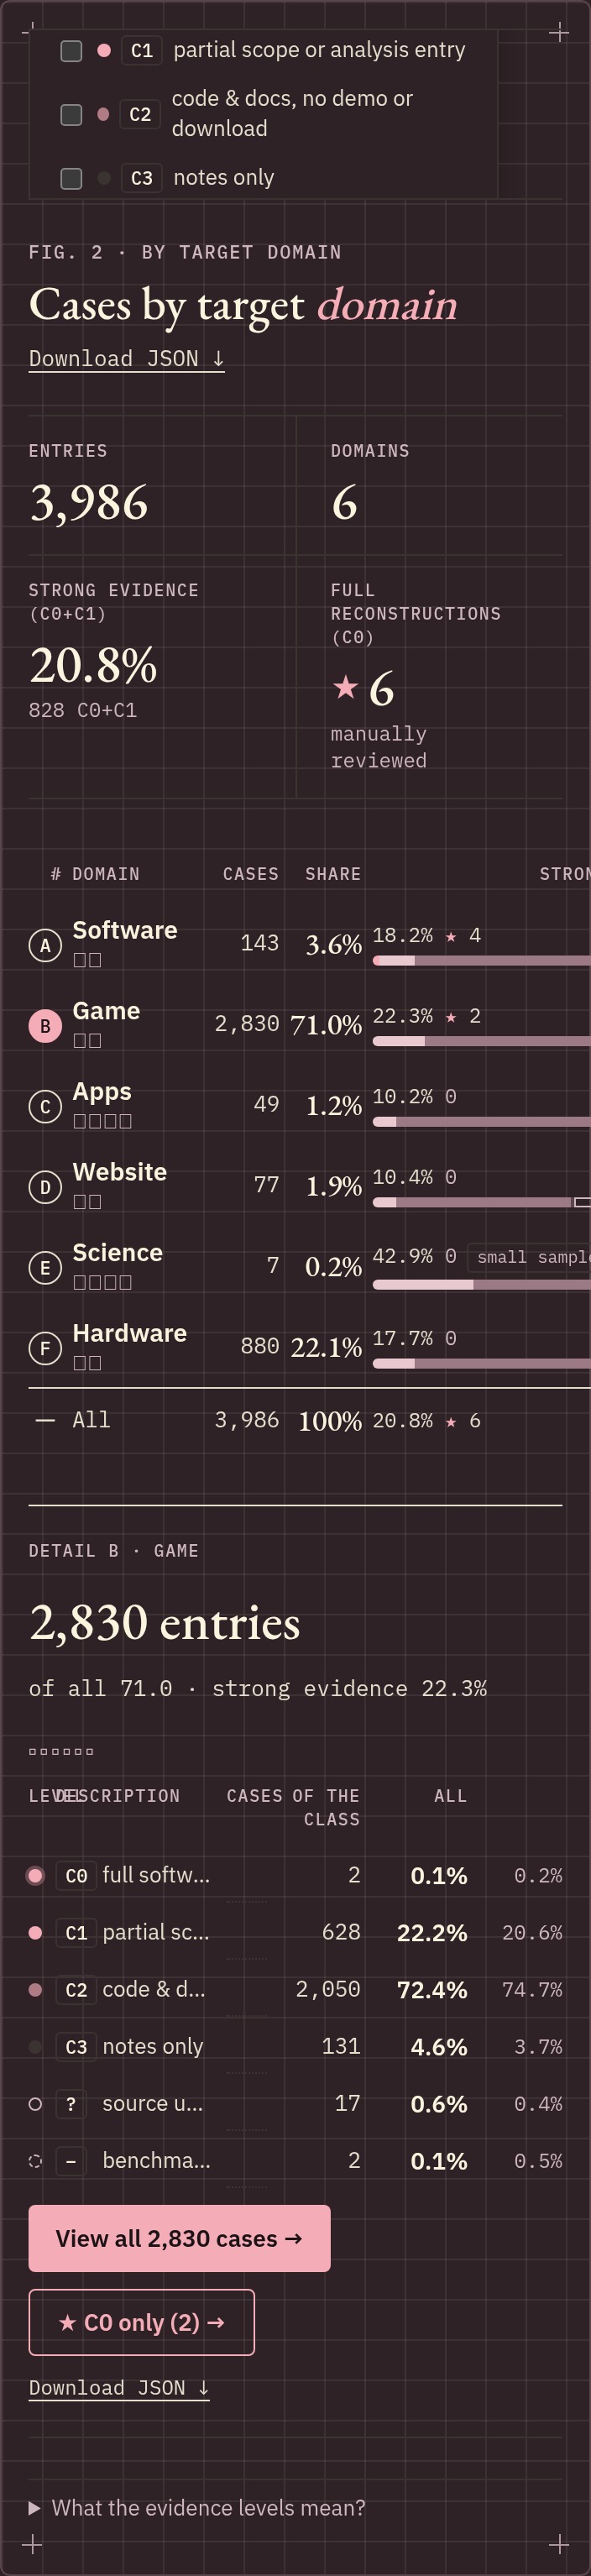 C1 partial scope or analysis entry
C2 code & docs, no demo or
download
C3 notes only
FIG. 2 · BY TARGET DOMAIN
Cases by target domain
Download JSON ↓
ENTRIES
3,986
DOMAINS
6
STRONG EVIDENCE
(C0+C1)
20.8%
828 C0+C1
FULL
RECONSTRUCTIONS
(C0)
★ 6
manually
reviewed
# DOMAIN CASES SHARE
A Software 143 3.6% 18.2% ★ 4
B Game 2,830 71.0% 22.3% ★ 2
C Apps 49 1.2% 10.2% 0
D Website 77 1.9% 10.4% 0
E Science 7 0.2% 42.9% 0 small
F Hardware 880 22.1% 17.7% 0
— All 3,986 100% 20.8% ★ 6
DETAIL B · GAME
2,830 entries
of all 71.0 · strong evidence 22.3%
LEVEL DESCRIPTION CASES OF THE ALL
CLASS
C0 full softw... 2 0.1% 0.2%
C1 partial sc... 628 22.2% 20.6%
C2 code & d... 2,050 72.4% 74.7%
C3 notes only 131 4.6% 3.7%
? source u... 17 0.6% 0.4%
– benchma... 2 0.1% 0.5%
View all 2,830 cases →
★ C0 only (2) →
Download JSON ↓
▶ What the evidence levels mean?